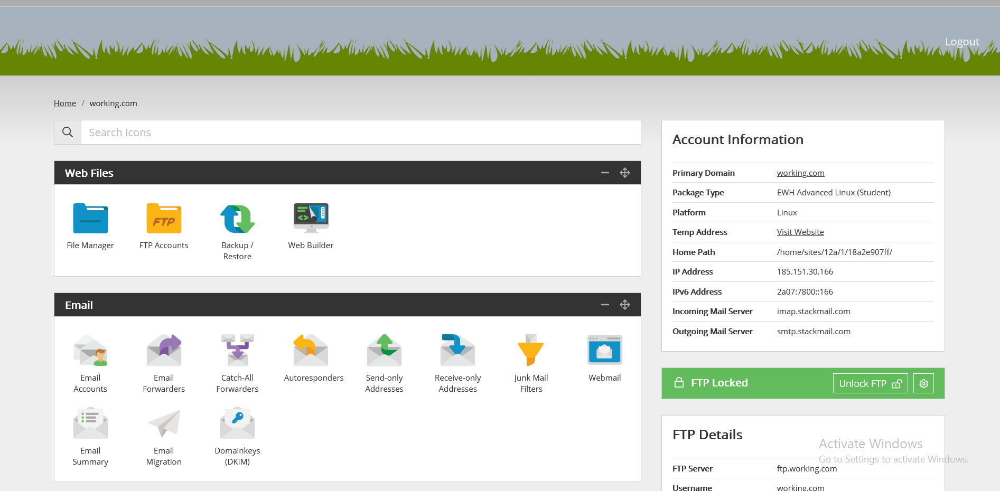 Logout
Home / working.com
Search Icons
Web Files
File Manager
FTP Accounts
Backup /
Restore
Web Builder
FTP
Email
Email
Accounts
Email
Forwarders
Catch-All
Forwarders
Autoresponders
Send-only
Addresses
Receive-only
Addresses
Junk Mail
Filters
Webmail
Email
Summary
Email
Migration
Domainkeys
(DKIM)
Account Information
Primary Domain working.com
Package Type EWH Advanced Linux (Student)
Platform Linux
Temp Address Visit Website
Home Path /home/sites/12a/1/18a2e907ff/
IP Address 185.151.30.166
IPv6 Address 2a07:7800::166
Incoming Mail Server imap.stackmail.com
Outgoing Mail Server smtp.stackmail.com
FTP Locked Unlock FTP
FTP Details
Activate Windows
Go to Settings to activate Windows.
FTP Server ftp.working.com
Username working.com